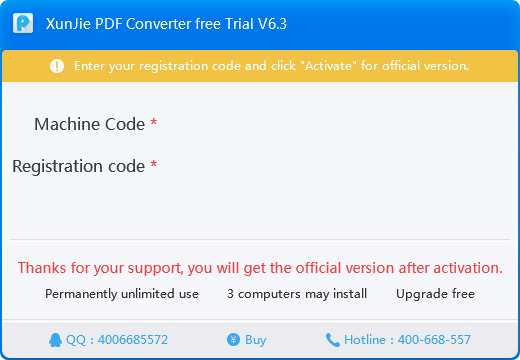 XunJie PDF Converter free Trial V6.3
Enter your registration code and click "Activate" for official version.
Machine Code *
Registration code *
Thanks for your support, you will get the official version after activation.
Permanently unlimited use 3 computers may install Upgrade free
QQ : 4006685572 Buy Hotline : 400-668-557